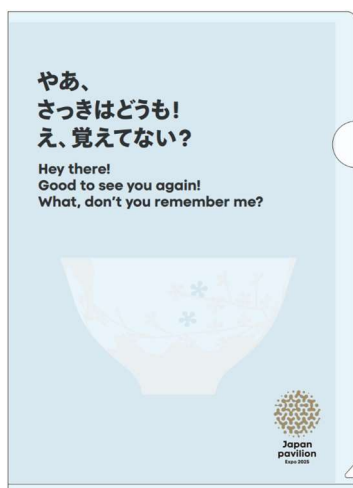 やあ、
さっきはどうも!
え、覚えてない?
Hey there!
Good to see you again!
What, don't you remember me?
Japan
pavilion
Expo 2025